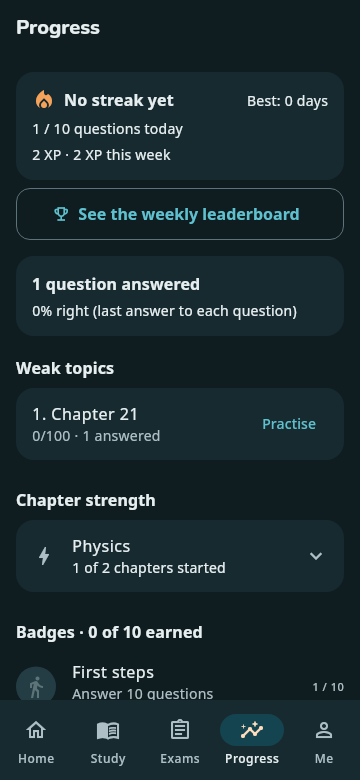 Progress
No streak yet
Best: 0 days
1 / 10 questions today
2 XP · 2 XP this week
See the weekly leaderboard
1 question answered
0% right (last answer to each question)
Weak topics
1. Chapter 21
0/100 · 1 answered
Practise
Chapter strength
Physics
1 of 2 chapters started
Badges · 0 of 10 earned
First steps
Answer 10 questions
1 / 10
Home
Study
Exams
Progress
Me